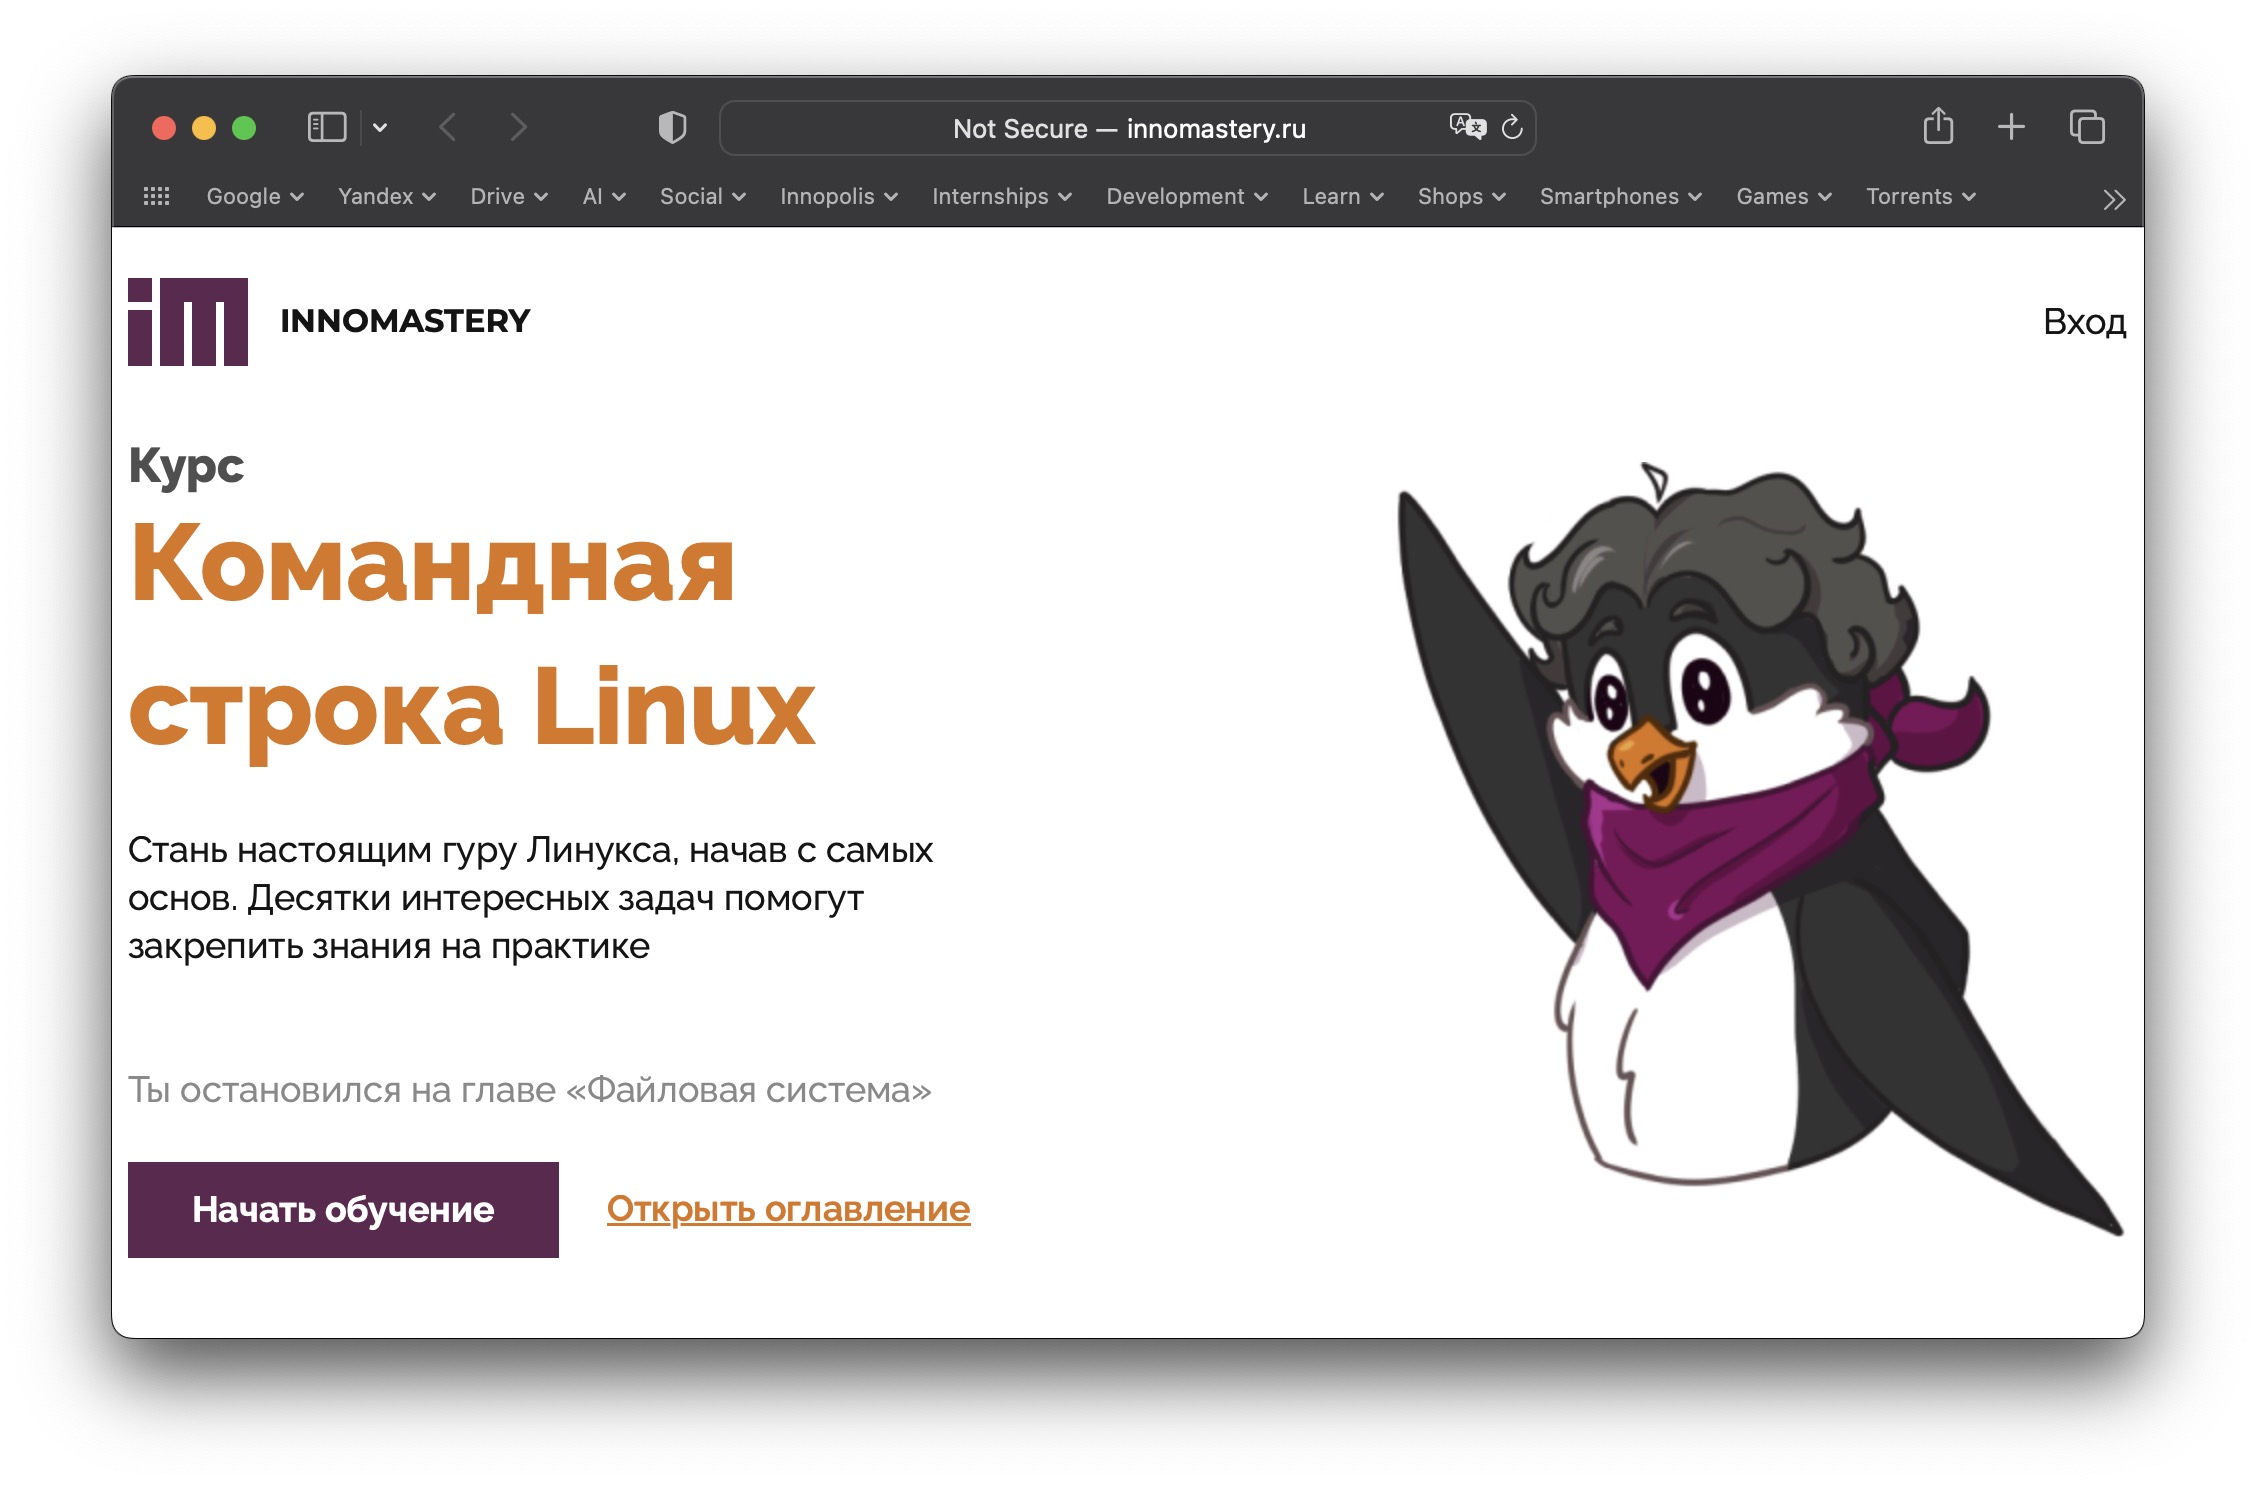 Not Secure — innomastery.ru
Google Yandex Drive AI Social Innopolis Internships Development Learn Shops Smartphones Games Torrents
iM INNOMASTERY
Вход
Курс
Командная
строка Linux
Стань настоящим гуру Линукса, начав с самых
основ. Десятки интересных задач помогут
закрепить знания на практике
Ты остановился на главе «Файловая система»
Начать обучение
Открыть оглавление